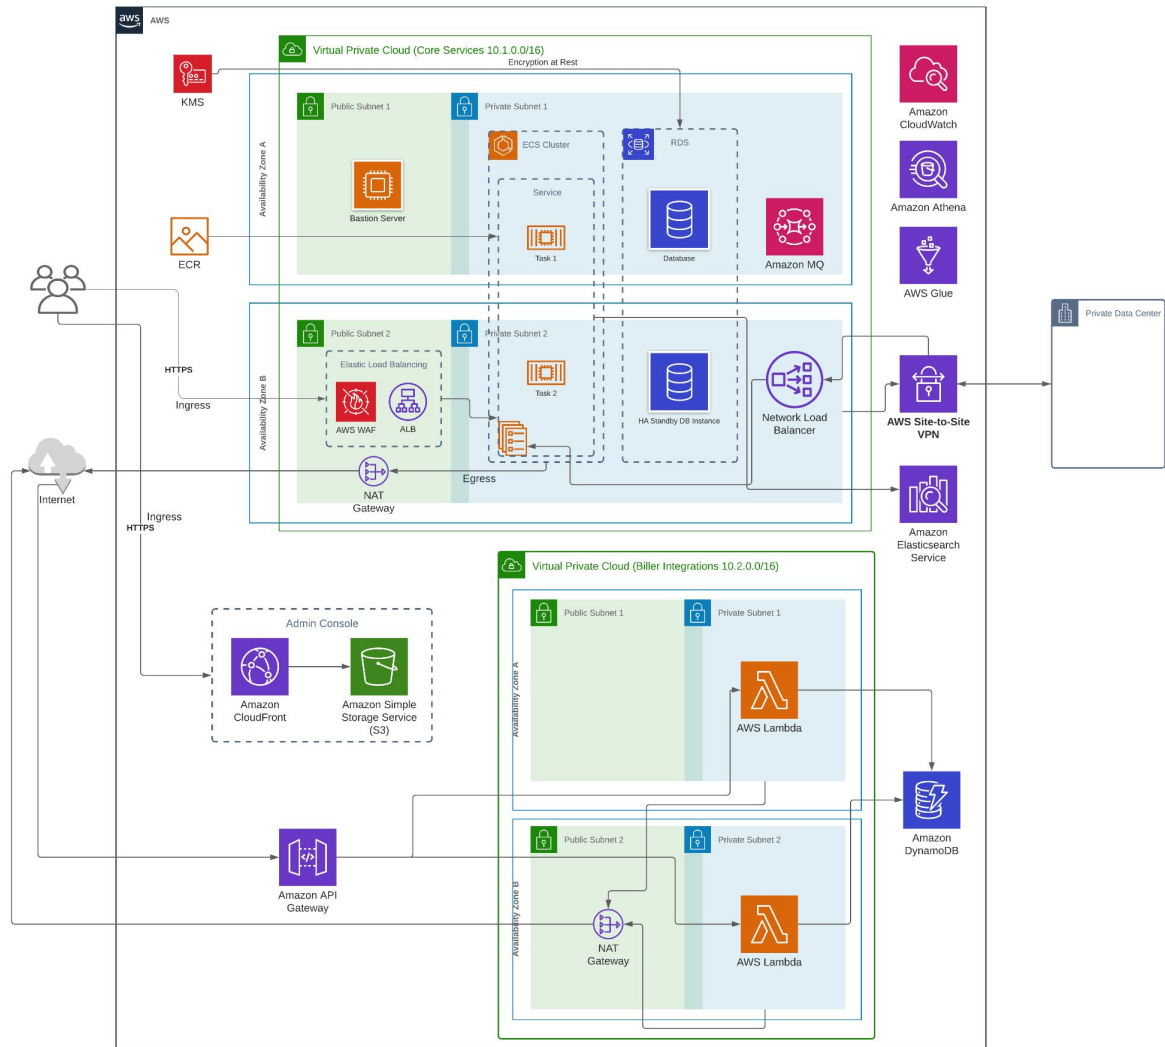 aws
AWS
Virtual Private Cloud (Core Services 10.1.0.0/16)
Encryption at Rest
KMS
Amazon
CloudWatch
Availability Zone A
Public Subnet 1
Private Subnet 1
ECS Cluster
RDS
Service
Bastion Server
Task 1
Database
Amazon MQ
Amazon Athena
ECR
AWS Glue
Private Data Center
Availability Zone B
Public Subnet 2
Private Subnet 2
Elastic Load Balancing
HTTPS
Ingress
AWS WAF
ALB
Task 2
HA Standby DB Instance
Network Load
Balancer
AWS Site-to-Site
VPN
Internet
Egress
NAT
Gateway
Ingress
HTTPS
Amazon
Elasticsearch
Service
Virtual Private Cloud (Biller Integrations 10.2.0.0/16)
Admin Console
Amazon
CloudFront
Amazon Simple
Storage Service
(S3)
Availability Zone A
Public Subnet 1
Private Subnet 1
AWS Lambda
Amazon
DynamoDB
Amazon API
Gateway
Availability Zone B
Public Subnet 2
Private Subnet 2
NAT
Gateway
AWS Lambda